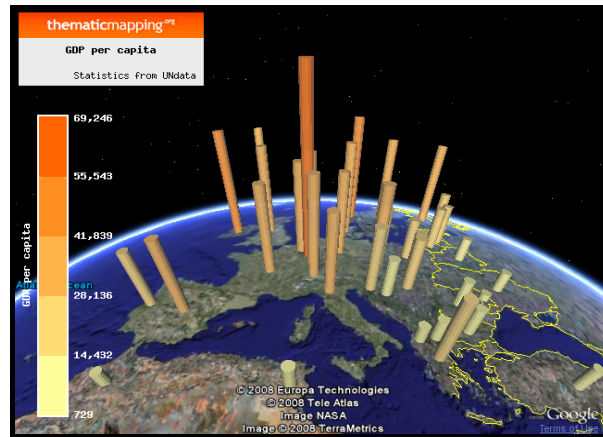 thematicmapping.org
GDP per capita
Statistics from UNdata
69,246
55,543
41,839
28,136
14,432
729
GDP per capita
© 2008 Europa Technologies
© 2008 Tele Atlas
Image NASA
Image © 2008 TerraMetrics
Google
Terms of Use